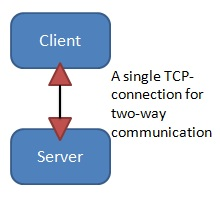 Client
A single TCP-
connection for
two-way
communication
Server